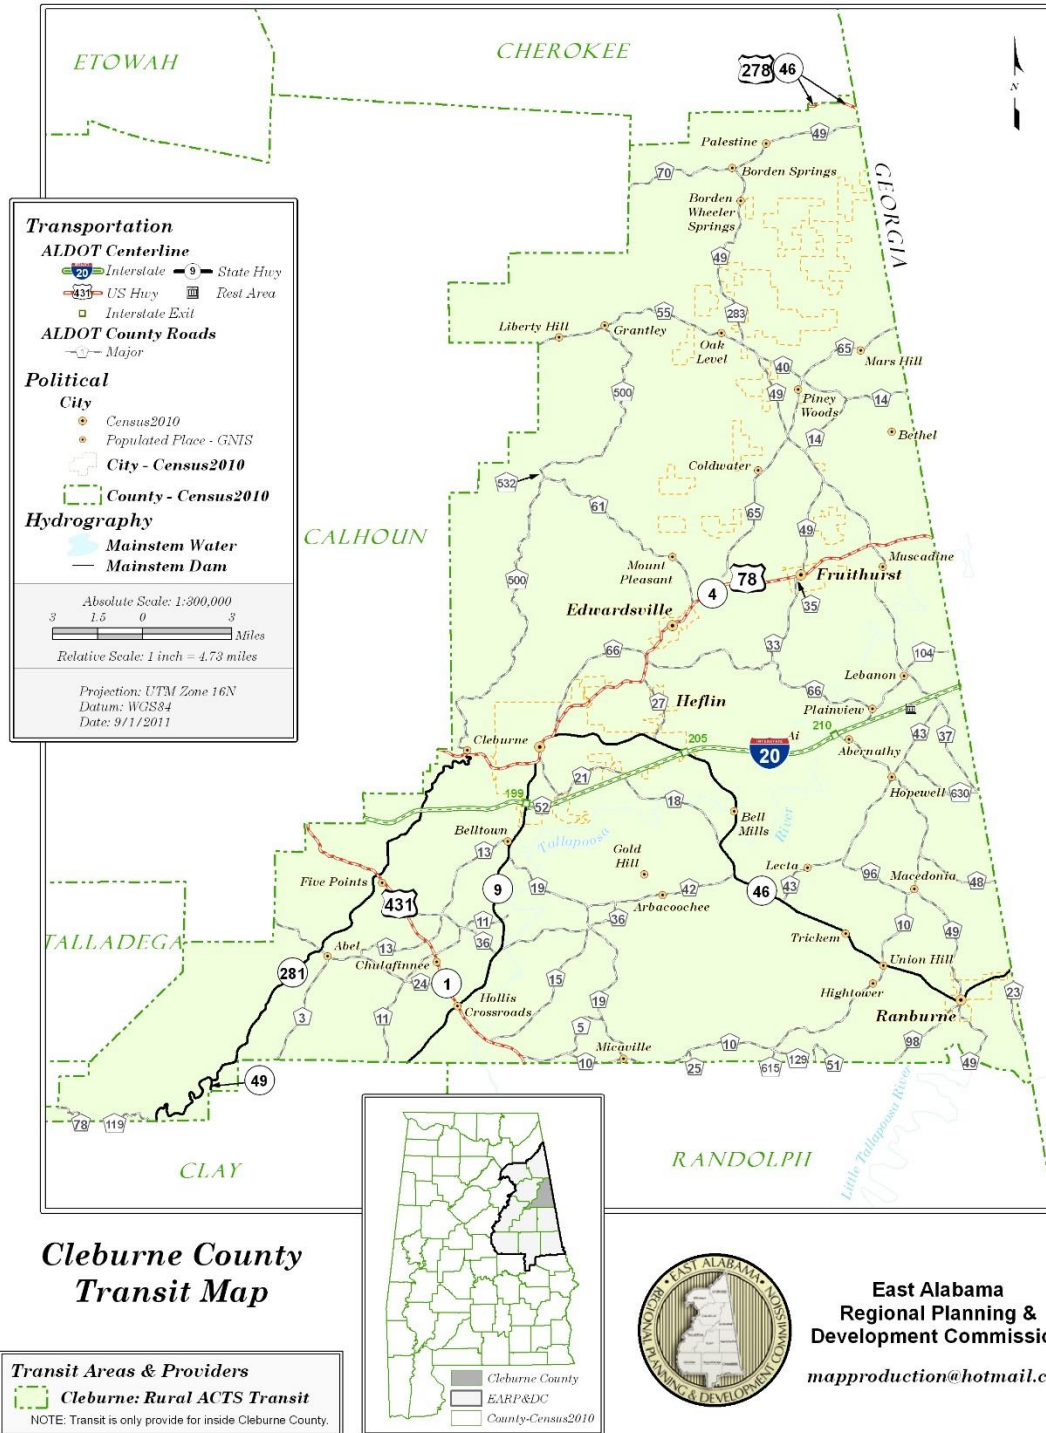 ETOWAH
CHEROKEE
278 46
N
GEORGIA
Palestine
49
Borden Springs
70
Borden
Wheeler
Springs
49
283
Transportation
ALDOT Centerline
20 Interstate 9 State Hwy
431 US Hwy Rest Area
Interstate Exit
ALDOT County Roads
Major
Political
City
Census2010
Populated Place - GNIS
City - Census2010
County - Census2010
Hydrography
Mainstem Water
Mainstem Dam
Absolute Scale: 1:300,000
3 1.5 0 3
Miles
Relative Scale: 1 inch = 4.73 miles
Projection: UTM Zone 16N
Datum: WGS84
Date: 9/1/2011
Liberty Hill
Grantley
55
Oak
Level
65
Mars Hill
40
49
Piney
Woods
14
500
14
Bethel
Coldwater
532
61
65
49
CALHOUN
Mount
Pleasant
500
Muscadine
78
4
Fruithurst
35
Edwardsville
66
33
104
Lebanon
66
Plainview
27
Heflin
Cleburne
205
20
Ai
210
Abernathy
43
37
21
199
52
18
Hopewell
630
Bell
Mills
River
Tallapoosa
Belltown
13
Gold
Hill
Lecta
43
96
Macedonia
48
Five Points
431
9
19
42
46
Arbacoochee
36
11
36
10
49
TALLADEGA
Abel
13
Chulafinnee
Trickem
Union Hill
281
24
1
15
Hightower
23
Hollis
Crossroads
19
Ranburne
3
11
5
Micaville
10
98
10
25
615
129
51
49
49
78
119
CLAY
RANDOLPH
Little Tallapoosa River
Cleburne County
Transit Map
Transit Areas & Providers
Cleburne: Rural ACTS Transit
NOTE: Transit is only provide for inside Cleburne County.
Cleburne County
EARP&DC
County-Census2010
EAST ALABAMA
REGIONAL PLANNING & DEVELOPMENT COMMISSION
East Alabama
Regional Planning &
Development Commissio
mapproduction@hotmail.c